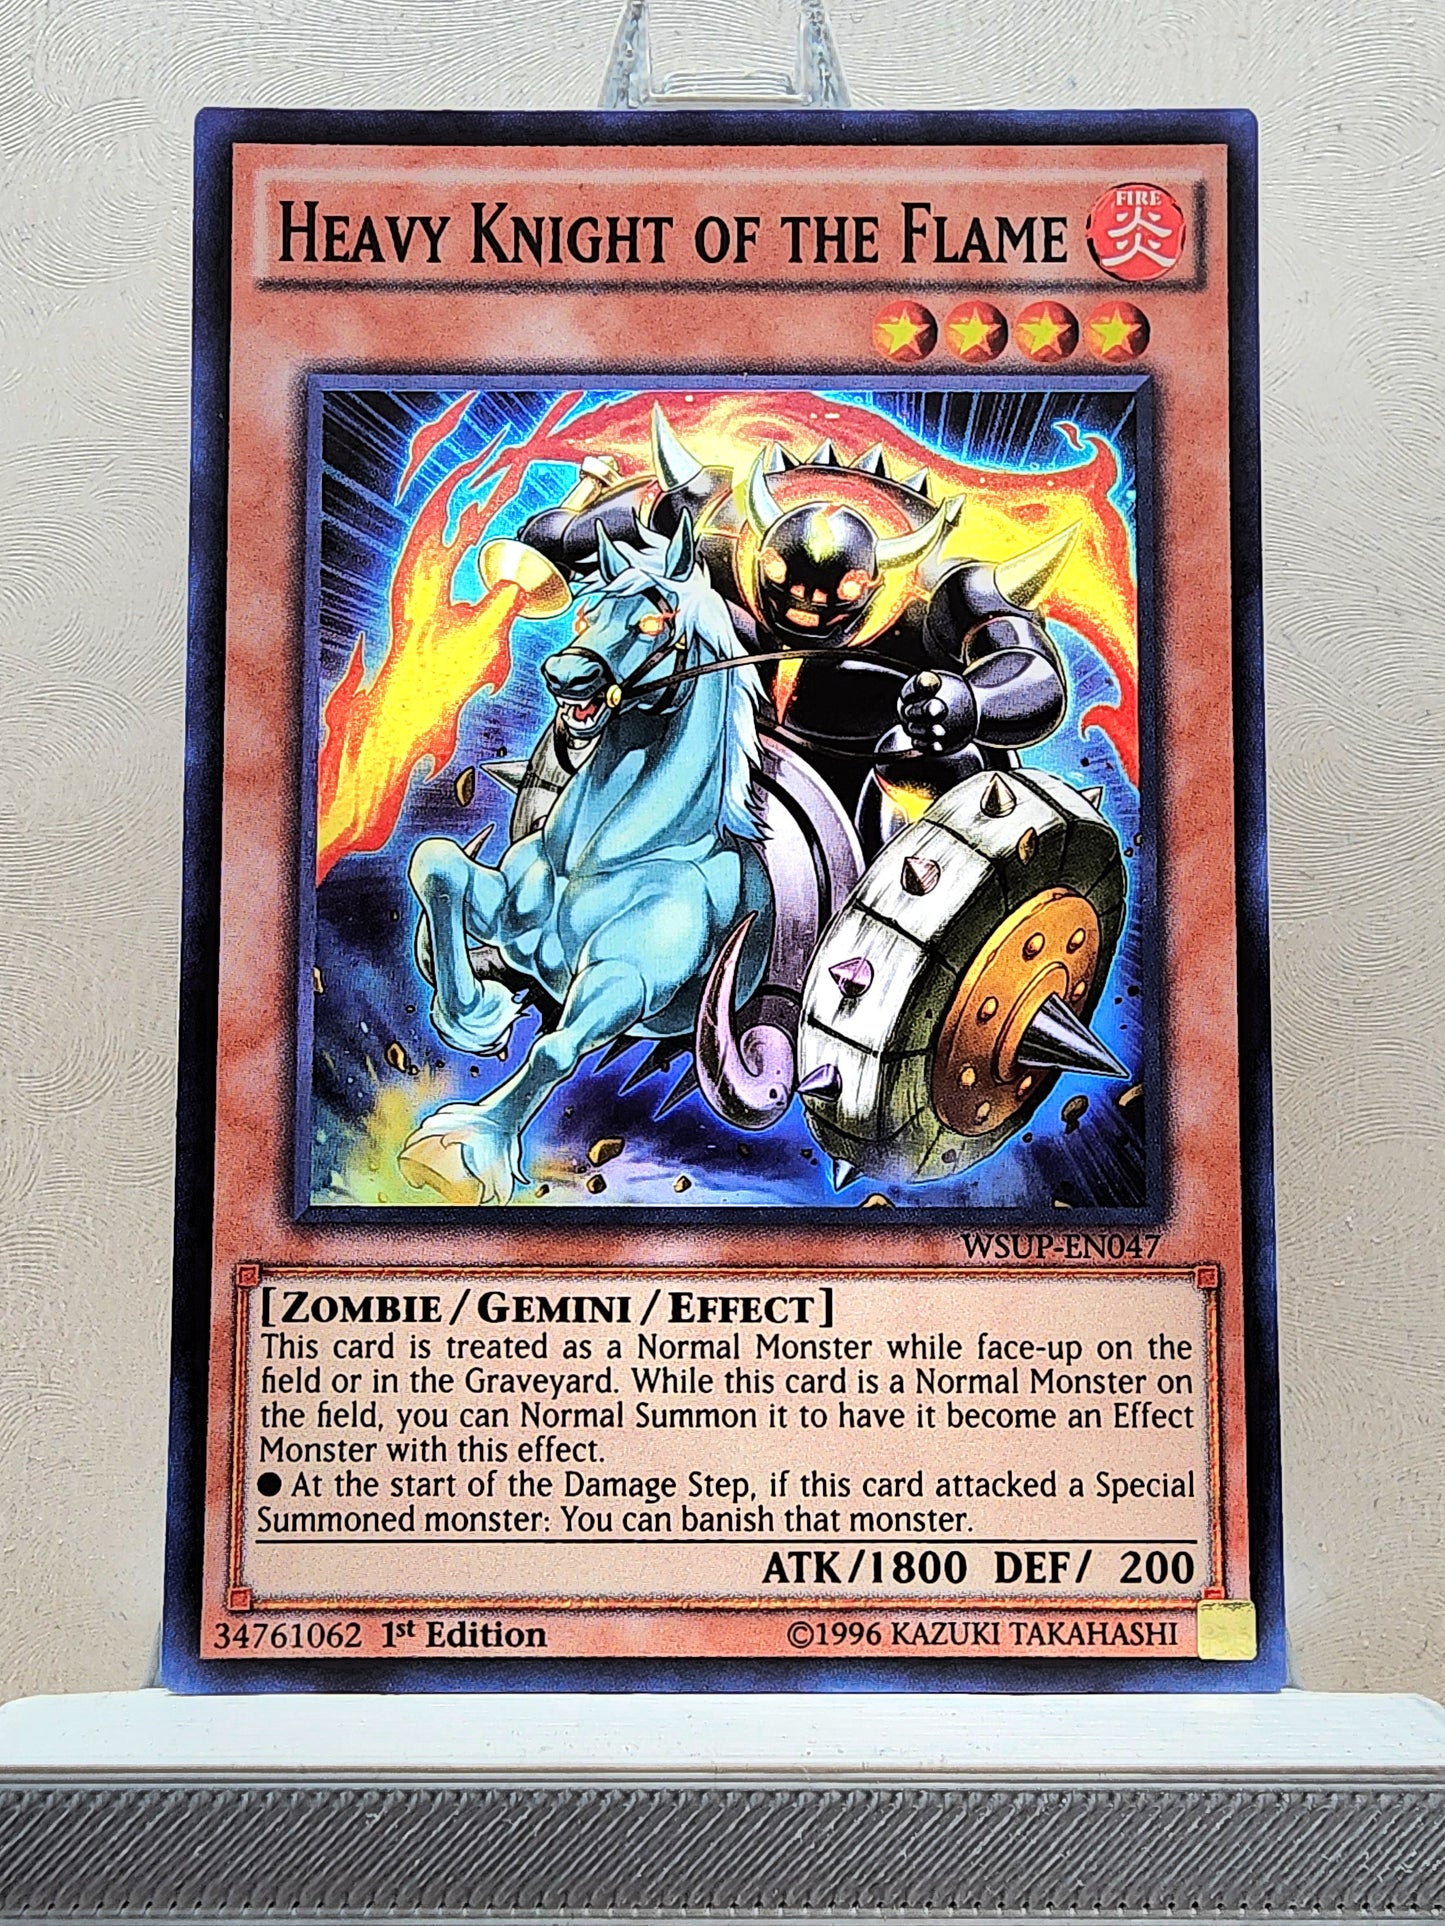 HEAVY KNIGHT OF THE FLAME
FIRE
炎
WSUP-EN047
[ZOMBIE/GEMINI/EFFECT]
This card is treated as a Normal Monster while face-up on the
field or in the Graveyard. While this card is a Normal Monster on
the field, you can Normal Summon it to have it become an Effect
Monster with this effect.
● At the start of the Damage Step, if this card attacked a Special
Summoned monster: You can banish that monster.
ATK/1800 DEF/ 200
34761062 1st Edition ©1996 KAZUKI TAKAHASHI